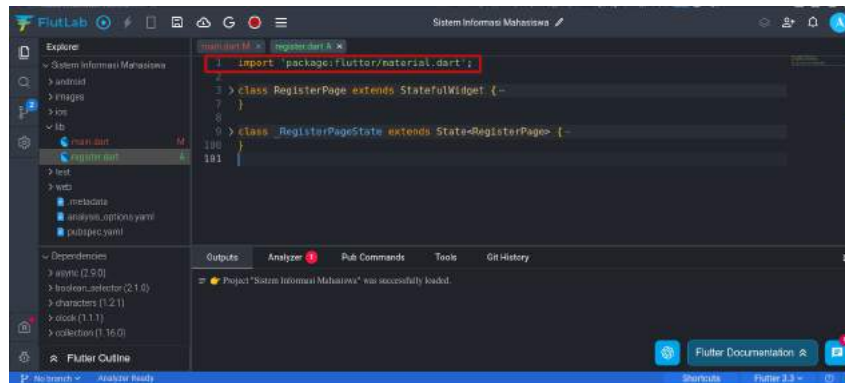 FlutLab
Sistem Informasi Mahasiswa
Explorer
Sistem Informasi Mahasiswa
android
images
ios
lib
main.dart M
register.dart A
test
web
.metadata
analysis_options.yaml
pubspec.yaml
Dependencies
async (2.9.0)
boolean_selector (2.1.0)
characters (1.2.1)
clock (1.1.1)
collection (1.16.0)
Flutter Outline
main.dart M × register.dart A ×
1 import 'package:flutter/material.dart';
2
3 class RegisterPage extends StatefulWidget {
7 }
8
9 class _RegisterPageState extends State<RegisterPage> {
190 }
191
Outputs Analyzer 1 Pub Commands Tools Git History
Project "Sistem Informasi Mahasiswa" was successfully loaded.
Flutter Documentation
No branch Analyzer Ready
Shortcuts Flutter 3.3